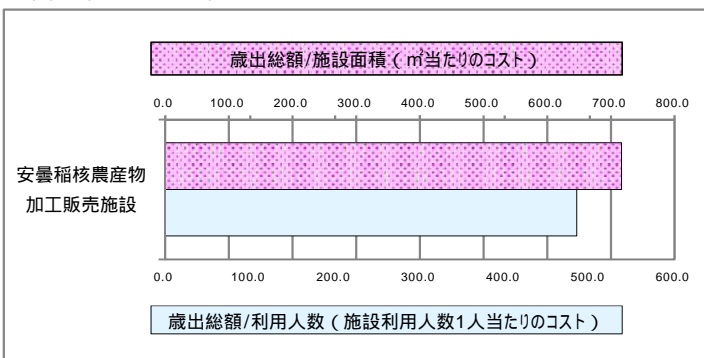 歳出総額/施設面積（㎡当たりのコスト）
0.0 100.0 200.0 300.0 400.0 500.0 600.0 700.0 800.0
安曇稲核農産物
加工販売施設
0.0 100.0 200.0 300.0 400.0 500.0 600.0
歳出総額/利用人数（施設利用人数1人当たりのコスト）